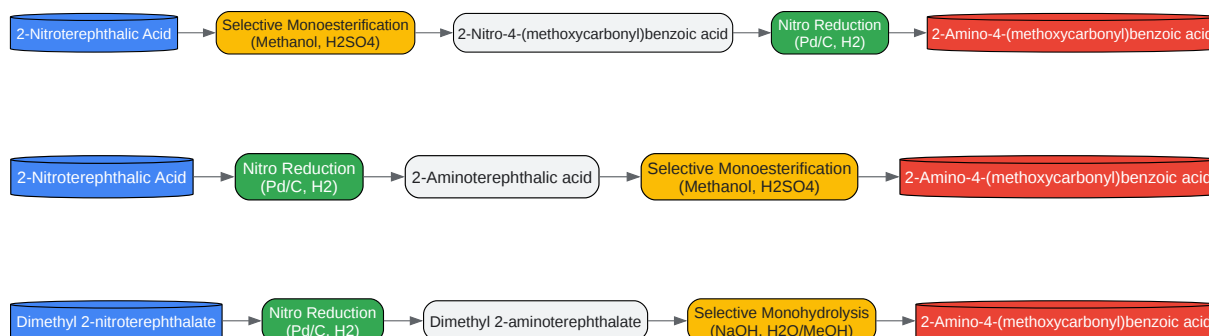 2-Nitroterephthalic Acid
Selective Monoesterification
(Methanol, H2SO4)
2-Nitro-4-(methoxycarbonyl)benzoic acid
Nitro Reduction
(Pd/C, H2)
2-Amino-4-(methoxycarbonyl)benzoic acid
2-Nitroterephthalic Acid
Nitro Reduction
(Pd/C, H2)
2-Aminoterephthalic acid
Selective Monoesterification
(Methanol, H2SO4)
2-Amino-4-(methoxycarbonyl)benzoic acid
Dimethyl 2-nitroterephthalate
Nitro Reduction
(Pd/C, H2)
Dimethyl 2-aminoterephthalate
Selective Monohydrolysis
(NaOH, H2O/MeOH)
2-Amino-4-(methoxycarbonyl)benzoic acid